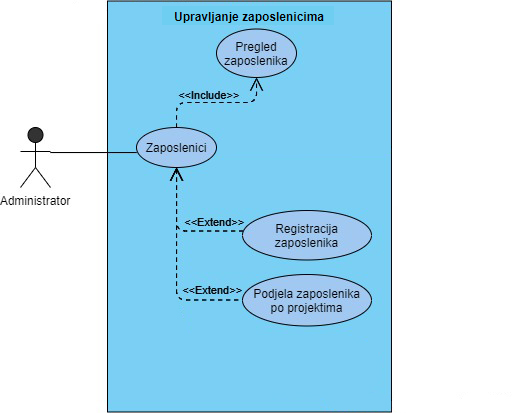 Upravljanje zaposlenicima
Pregled
zaposlenika
<<Include>>
Zaposlenici
Administrator
<<Extend>>
Registracija
zaposlenika
<<Extend>>
Podjela zaposlenika
po projektima